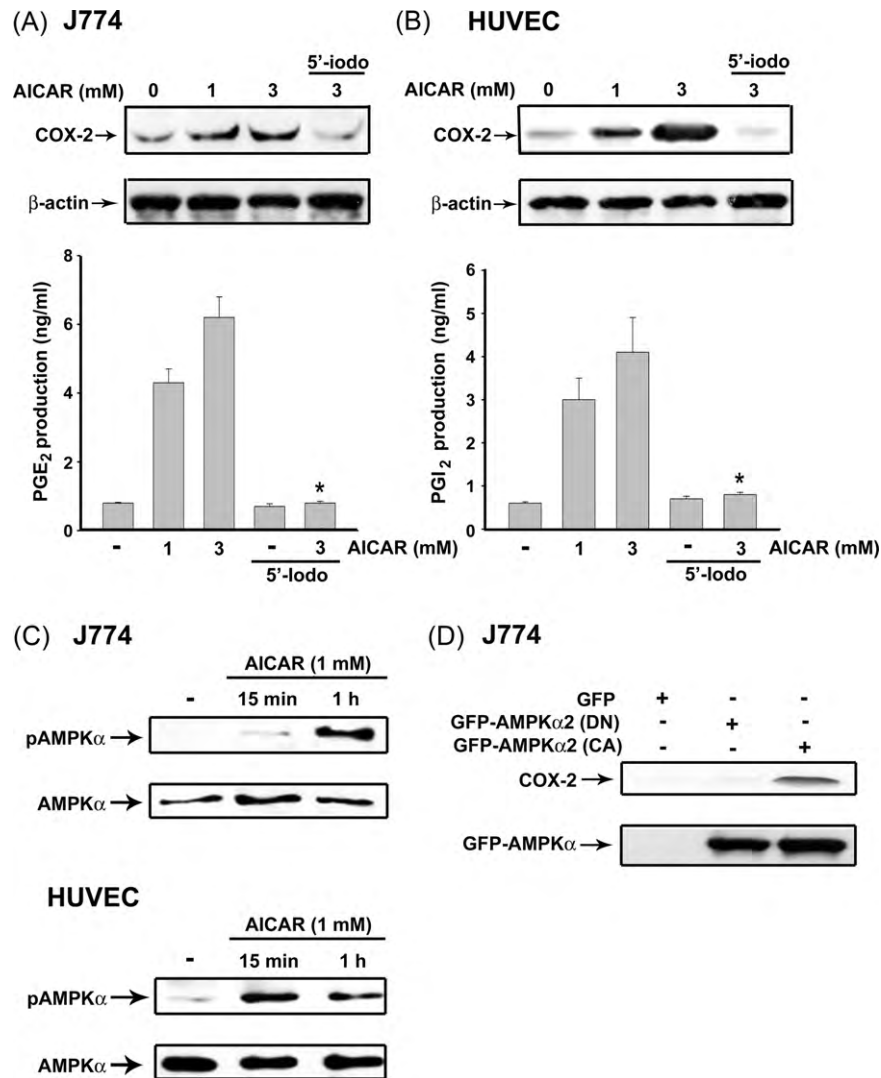 (A) J774
5'-iodo
AICAR (mM) 0 1 3 3
COX-2
β-actin
8
6
4
2
0
PGE2 production (ng/ml)
- 1 3 - 3 AICAR (mM)
5'-Iodo
*
(B) HUVEC
5'-iodo
AICAR (mM) 0 1 3 3
COX-2
β-actin
6
5
4
3
2
1
0
PGI2 production (ng/ml)
*
- 1 3 - 3 AICAR (mM)
5'-Iodo
(C) J774
AICAR (1 mM)
- 15 min 1 h
pAMPKα
AMPKα
HUVEC
AICAR (1 mM)
- 15 min 1 h
pAMPKα
AMPKα
(D) J774
GFP + - -
GFP-AMPKα2 (DN) - + -
GFP-AMPKα2 (CA) - - +
COX-2
GFP-AMPKα